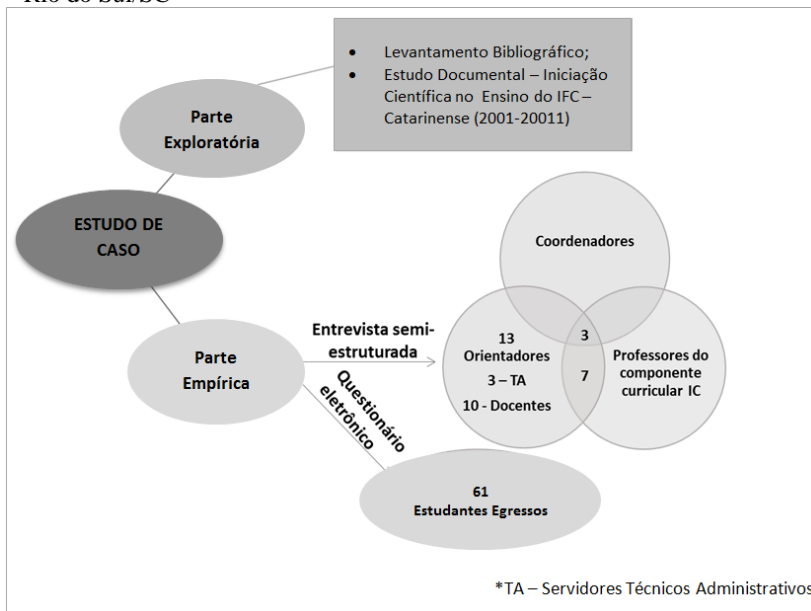 Rio do Sul/SC
• Levantamento Bibliográfico;
• Estudo Documental – Iniciação
Científica no Ensino do IFC –
Catarinense (2001-20011)
Parte
Exploratória
ESTUDO DE
CASO
Coordenadores
Parte
Empírica
Entrevista semi-
estruturada
Questionário
eletrônico
13
Orientadores
3 – TA
10 - Docentes
3
7
Professores do
componente
curricular IC
61
Estudantes Egressos
*TA – Servidores Técnicos Administrativos